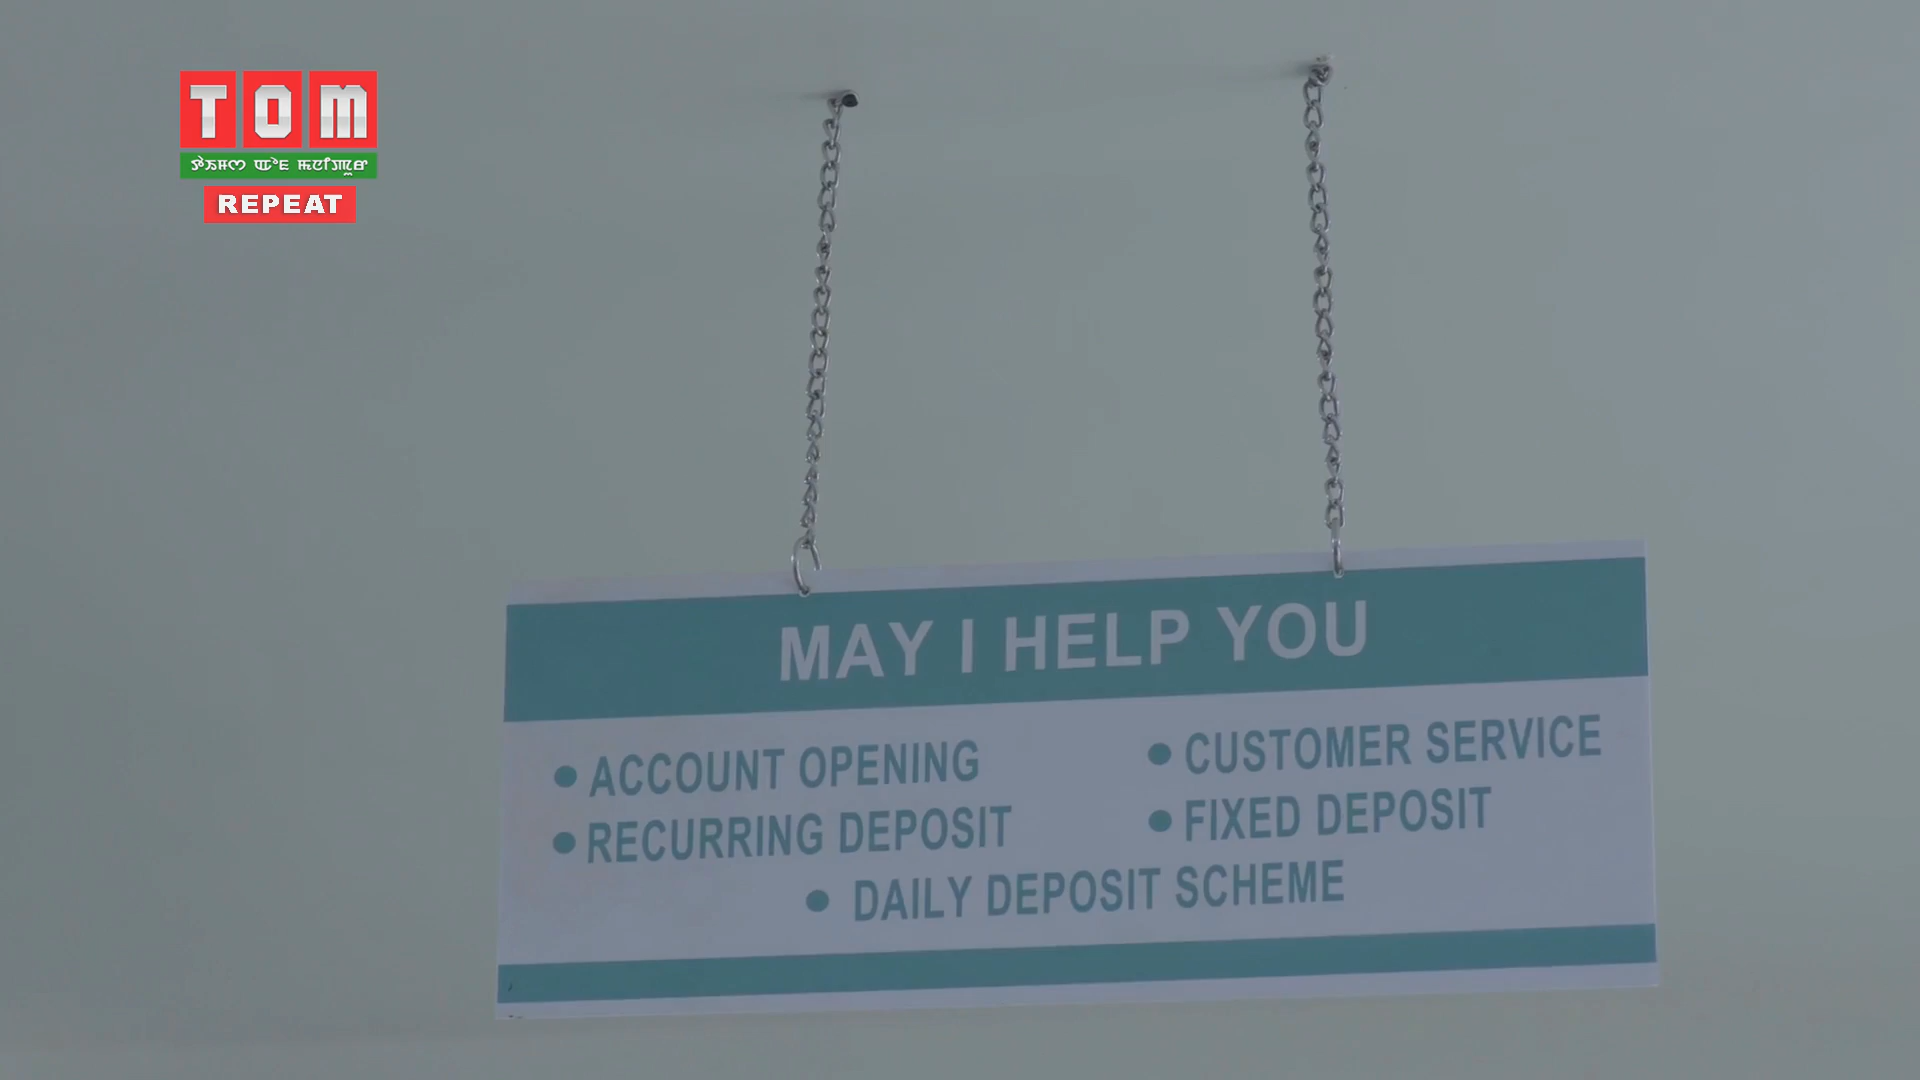 TOM
REPEAT
MAY I HELP YOU
• ACCOUNT OPENING
• CUSTOMER SERVICE
• RECURRING DEPOSIT
• FIXED DEPOSIT
• DAILY DEPOSIT SCHEME